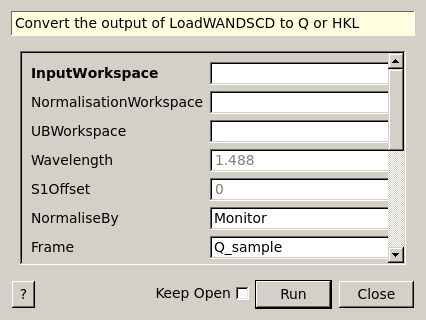 Convert the output of LoadWANDSCD to Q or HKL
InputWorkspace
NormalisationWorkspace
UBWorkspace
Wavelength 1.488
S1Offset 0
NormaliseBy Monitor
Frame Q_sample
? Keep Open Run Close